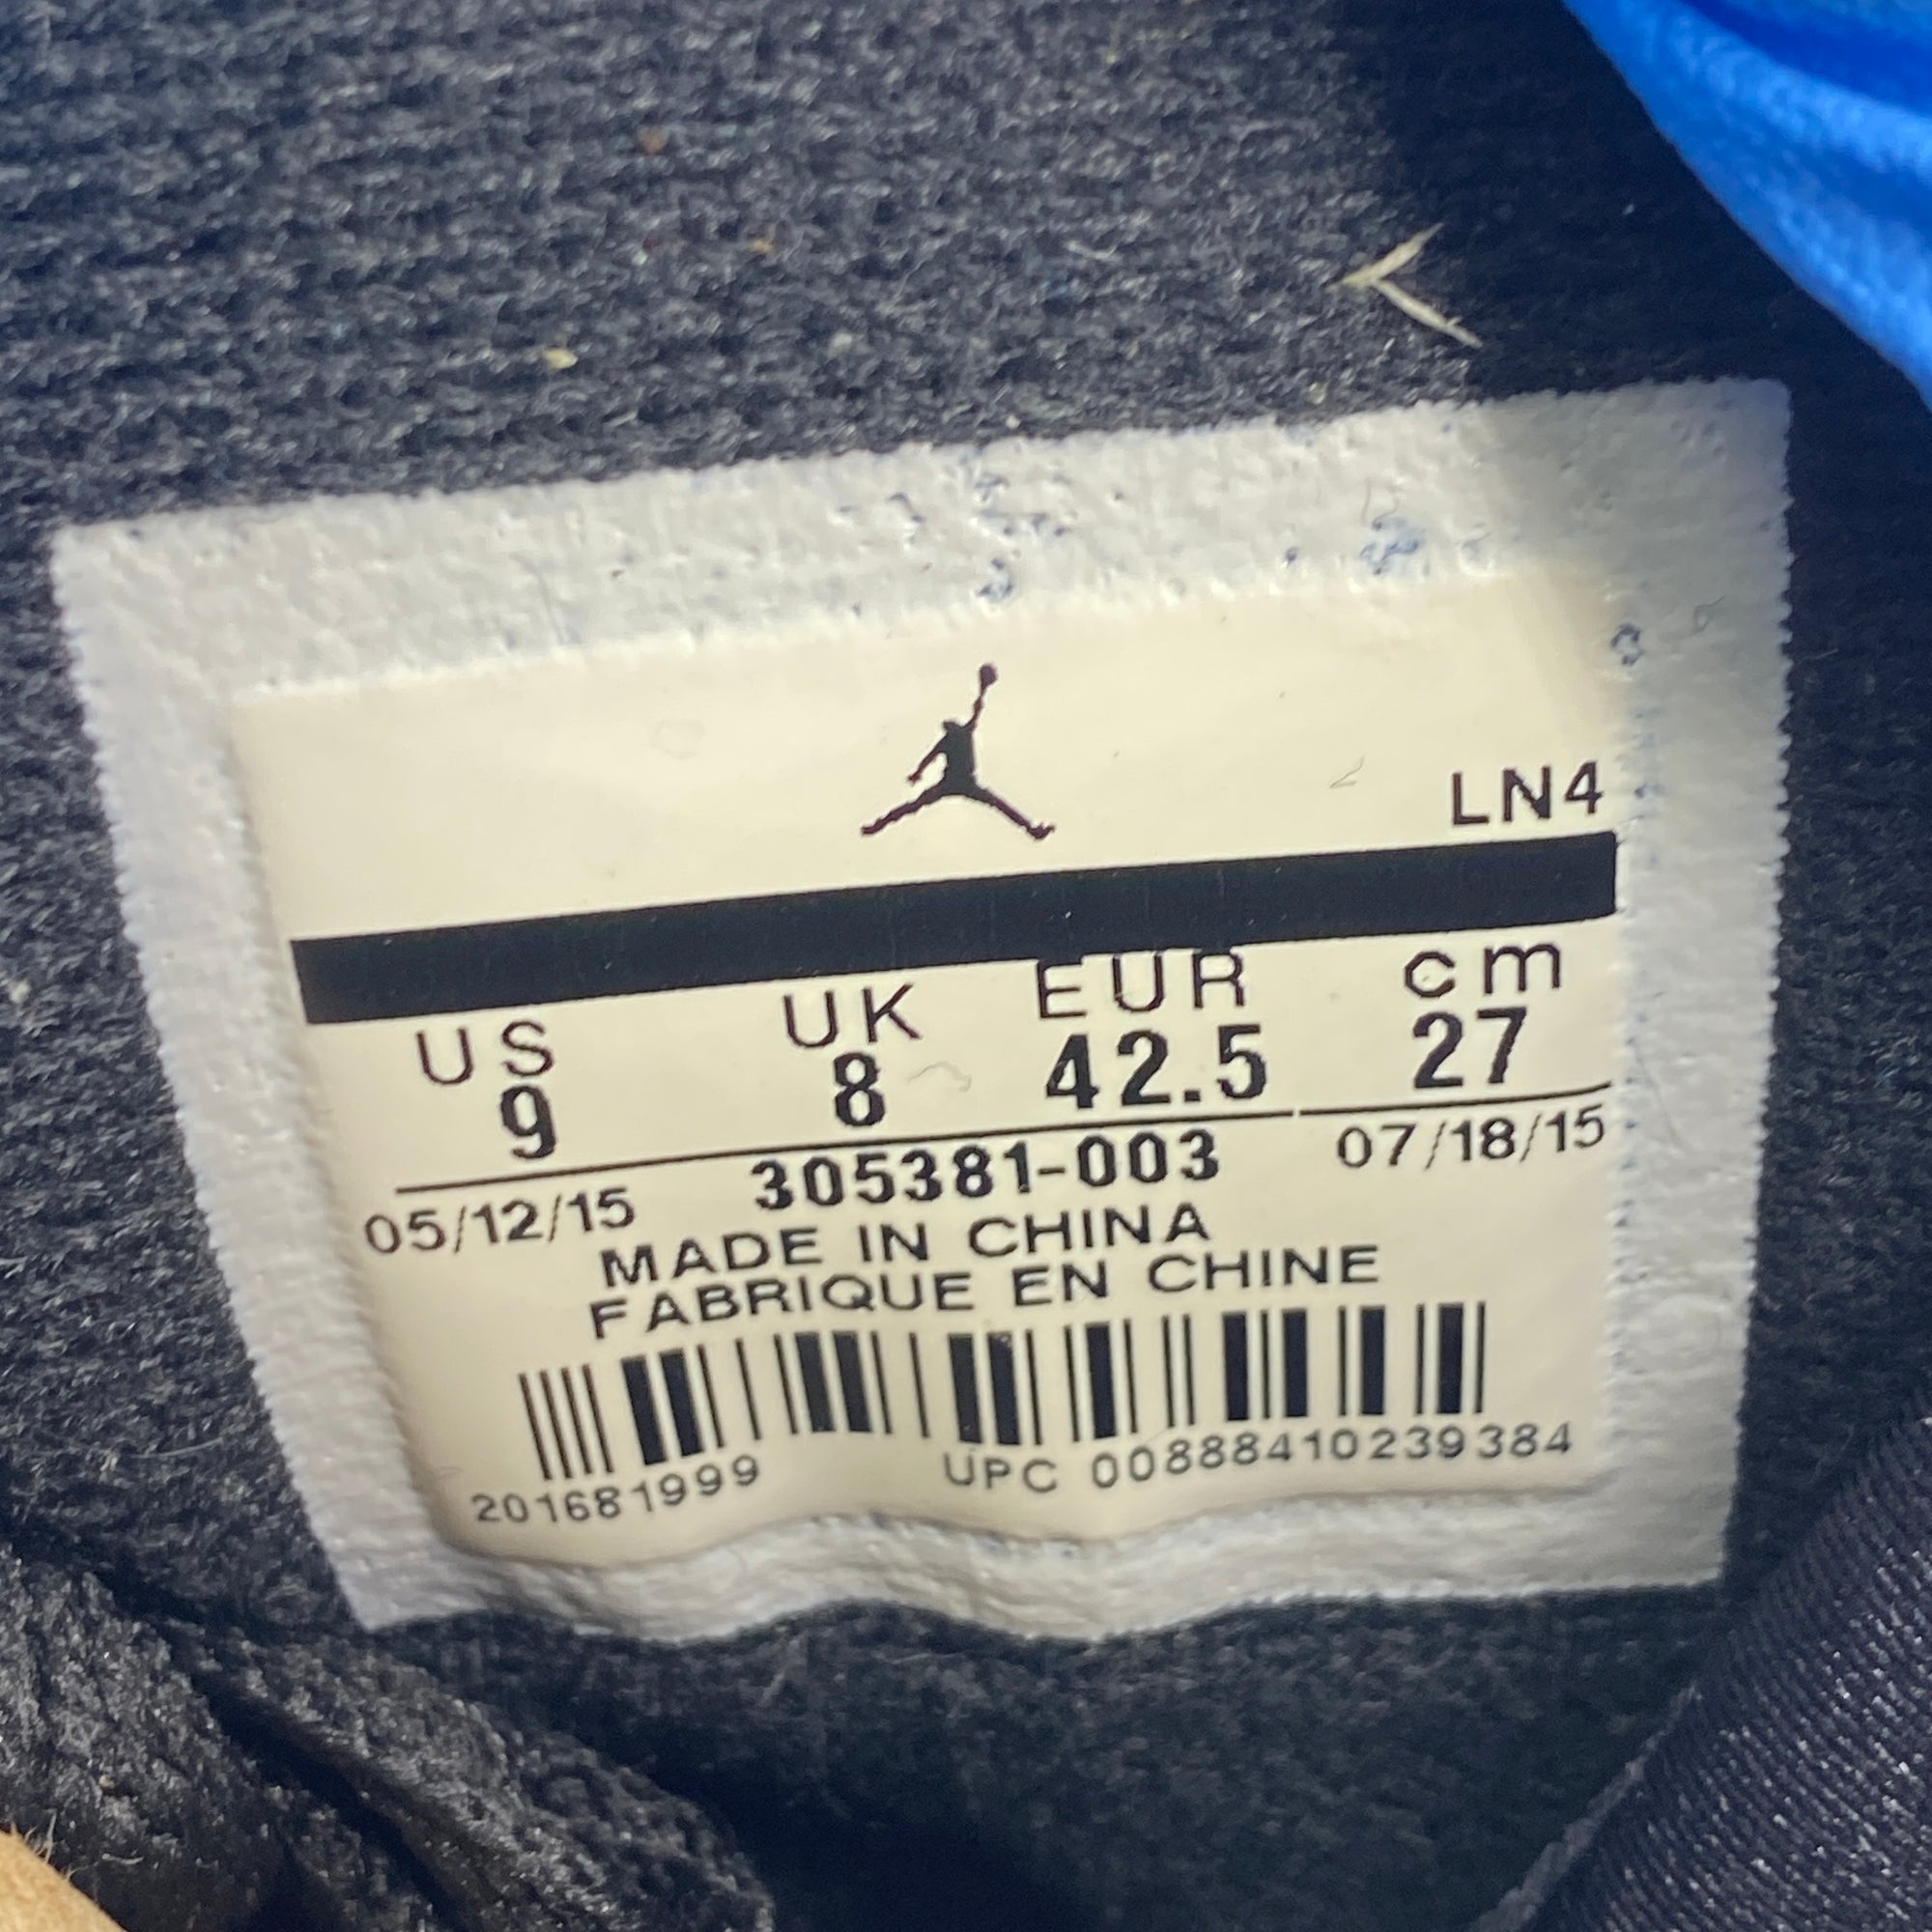 LN4
US UK EUR cm
9 8 42.5 27
05/12/15 305381-003 07/18/15
MADE IN CHINA
FABRIQUE EN CHINE
201681999 UPC 00888410239384